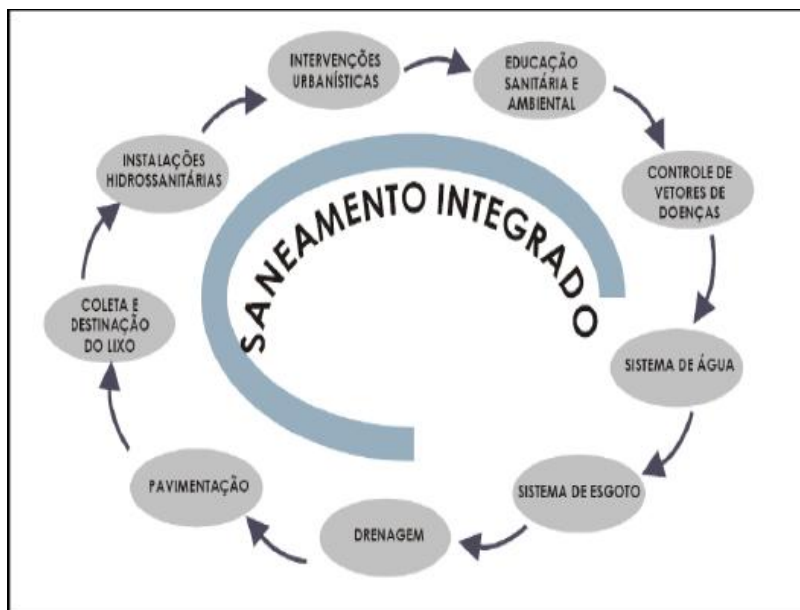 INTERVENÇÕES
URBANÍSTICAS
EDUCAÇÃO
SANITÁRIA E
AMBIENTAL
CONTROLE DE
VETORES DE
DOENÇAS
SISTEMA DE ÁGUA
SISTEMA DE ESGOTO
DRENAGEM
PAVIMENTAÇÃO
COLETA E
DESTINAÇÃO
DO LIXO
INSTALAÇÕES
HIDROSSANITÁRIAS
SANEAMENTO INTEGRADO